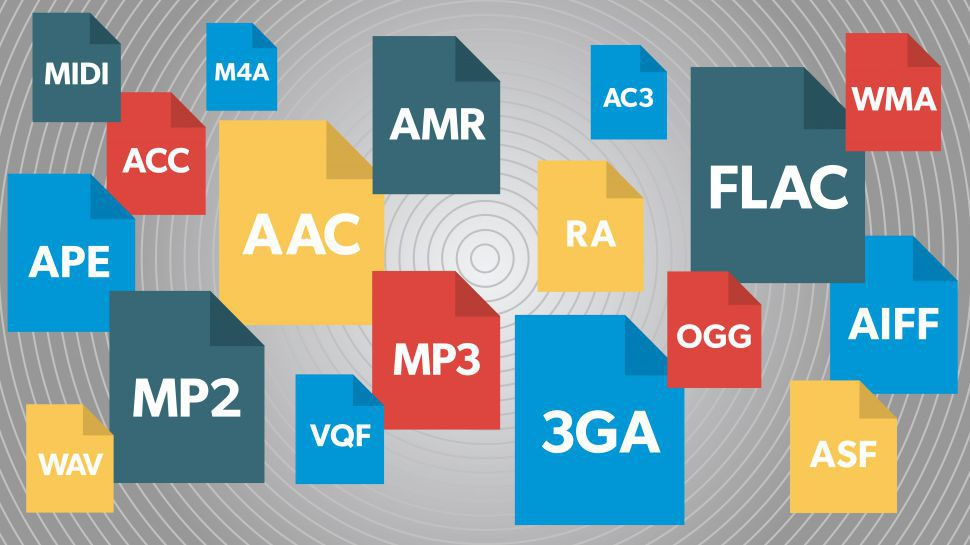 MIDI
M4A
AMR
AC3
WMA
ACC
FLAC
AAC
RA
APE
AIFF
OGG
MP3
MP2
3GA
VQF
ASF
WAV